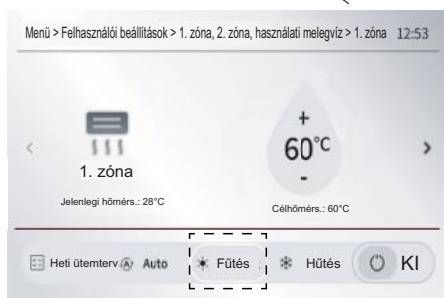 Menü > Felhasználói beállítások > 1. zóna, 2. zóna, használati melegvíz > 1. zóna 12:53
+
60°C
-
1. zóna
Jelenlegi hőmérs.: 28°C
Célhőmérs.: 60°C
Heti ütemterv Auto Fűtés Hűtés KI